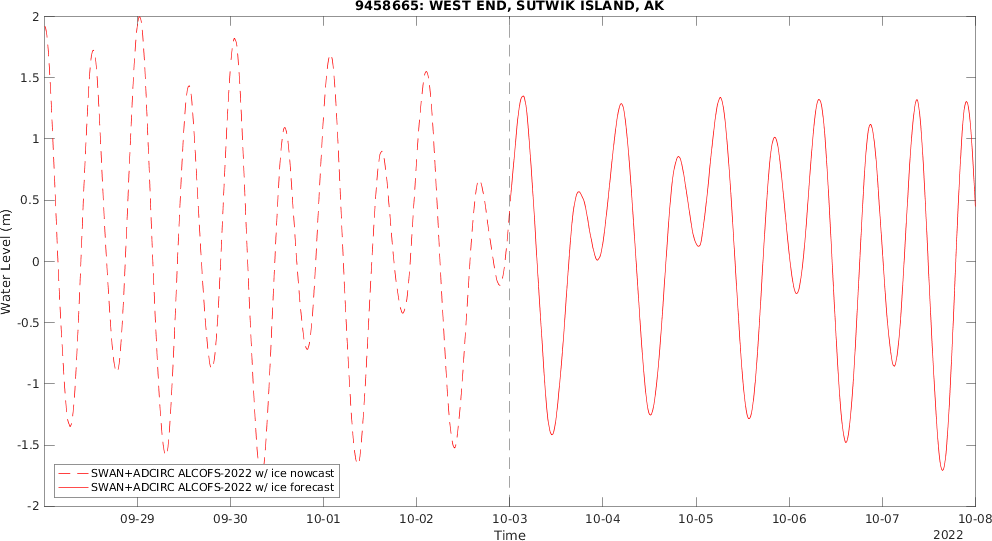 9458665: WEST END, SUTWIK ISLAND, AK
2
1.5
1
0.5
0
-0.5
-1
-1.5
-2
Water Level (m)
SWAN+ADCIRC ALCOFS-2022 w/ ice nowcast
SWAN+ADCIRC ALCOFS-2022 w/ ice forecast
09-29 09-30 10-01 10-02 10-03 10-04 10-05 10-06 10-07 10-08
Time
2022